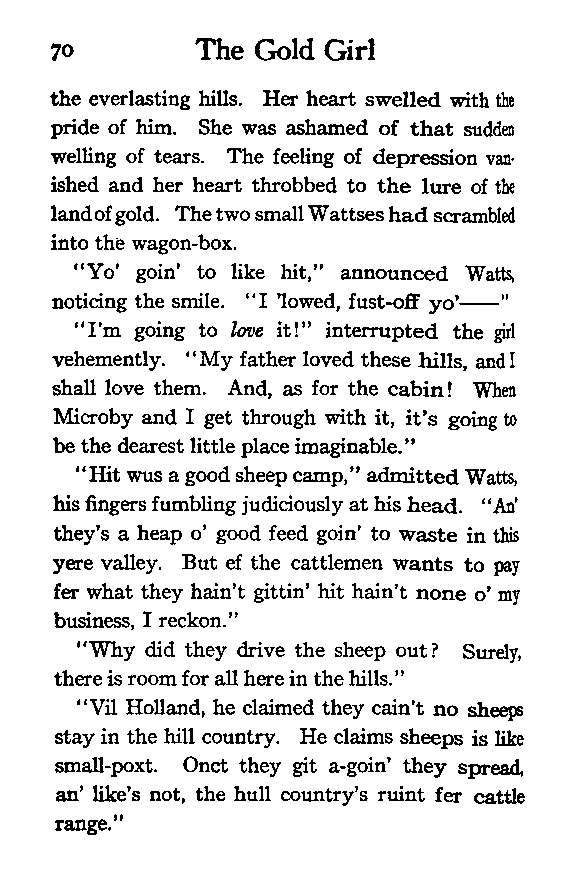 70 The Gold Girl
the everlasting hills. Her heart swelled with the
pride of him. She was ashamed of that sudden
welling of tears. The feeling of depression van-
ished and her heart throbbed to the lure of the
land of gold. The two small Wattses had scrambled
into the wagon-box.
"Yo' goin' to like hit," announced Watts,
noticing the smile. "I 'lowed, fust-off yo'——"
"I'm going to love it!" interrupted the girl
vehemently. "My father loved these hills, and I
shall love them. And, as for the cabin! When
Microby and I get through with it, it's going to
be the dearest little place imaginable."
"Hit wus a good sheep camp," admitted Watts,
his fingers fumbling judiciously at his head. "An'
they's a heap o' good feed goin' to waste in this
yere valley. But ef the cattlemen wants to pay
fer what they hain't gittin' hit hain't none o' my
business, I reckon."
"Why did they drive the sheep out? Surely,
there is room for all here in the hills."
"Vil Holland, he claimed they cain't no sheeps
stay in the hill country. He claims sheeps is like
small-poxt. Onct they git a-goin' they spread,
an' like's not, the hull country's ruint fer cattle
range."